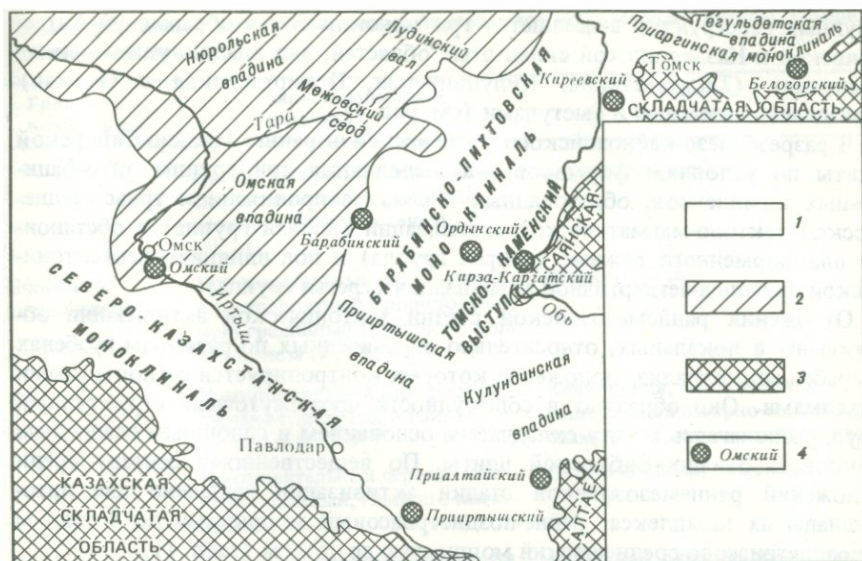 Нюрольская
впадина
Лудинский
вал
Межовский
свод
Тара
Тегульдетская
впадина
Приаргинская
моноклиналь
Белогорский
Томск
Киреевский
СКЛАДЧАТАЯ ОБЛАСТЬ
Омская
впадина
Омск
Омский
Барабинский
БАРАБИНСКО-ПИХТОВСКАЯ
МОНОКЛИНАЛЬ
Ордынский
Карза-Каргатский
ТОМСКО-КАМЕНСКИЙ
ВЫСТУП
САЯНСКАЯ
Обь
Иртыш
СЕВЕРО-КАЗАХСТАНСКАЯ
МОНОКЛИНАЛЬ
Прииртышская
впадина
Кулундинская
впадина
Павлодар
Приалтайский
Прииртышский
АЛТАЕ-
КАЗАХСКАЯ
СКЛАДЧАТАЯ
ОБЛАСТЬ
1
2
3
Омский 4